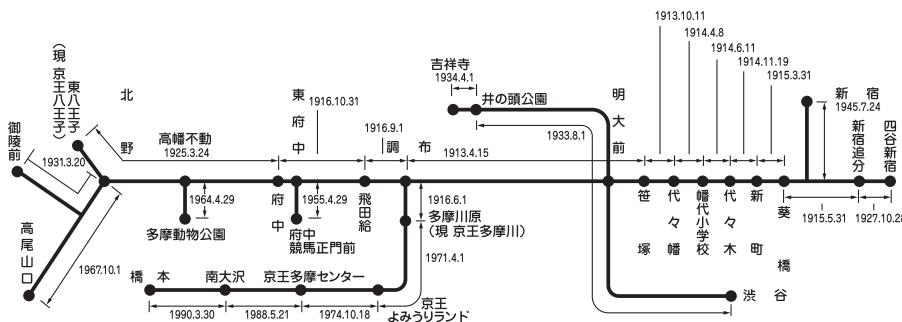 1913.10.11
1914.4.8
1914.6.11
1914.11.19
1915.3.31
吉祥寺
1934.4.1
井の頭公園
新宿
1945.7.24
新宿追分
四谷新宿
東八王子
(現 京王八王子)
北野
東府中
1916.10.31
明大前
1933.8.1
御陵前
1931.3.20
高幡不動
1925.3.24
1916.9.1
調布
1913.4.15
1964.4.29
多摩動物公園
府中
1955.4.29
府中
競馬正門前
飛田給
1916.6.1
多摩川原
(現 京王多摩川)
1971.4.1
笹塚
代々幡
幡代小学校
代々木
新町
葵橋
1915.5.31
1927.10.28
高尾山口
1967.10.1
橋本
南大沢
京王多摩センター
1990.3.30
1988.5.21
1974.10.18
京王
よみうりランド
渋谷